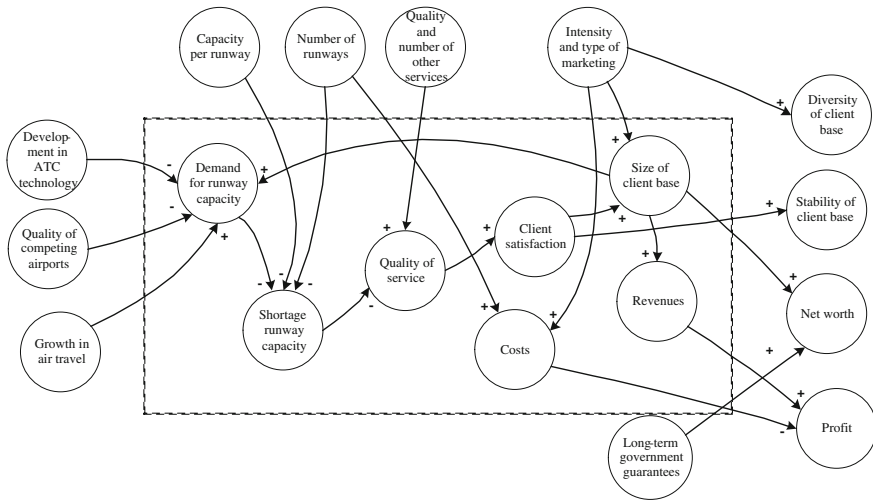 Capacity
per runway
Number of
runways
Quality
and
number of
other
services
Intensity
and type of
marketing
Diversity
of client
base
Develop-
ment in
ATC
technology
Demand
for runway
capacity
Size of
client base
Stability of
client base
Quality of
competing
airports
Client
satisfaction
Quality of
service
Revenues
Net worth
Growth in
air travel
Shortage
runway
capacity
Costs
Long-term
government
guarantees
Profit
+
-
+
+
-
+
-
+
+
+
+
+
-
-
-
-
+
+
+
+
+
+
-